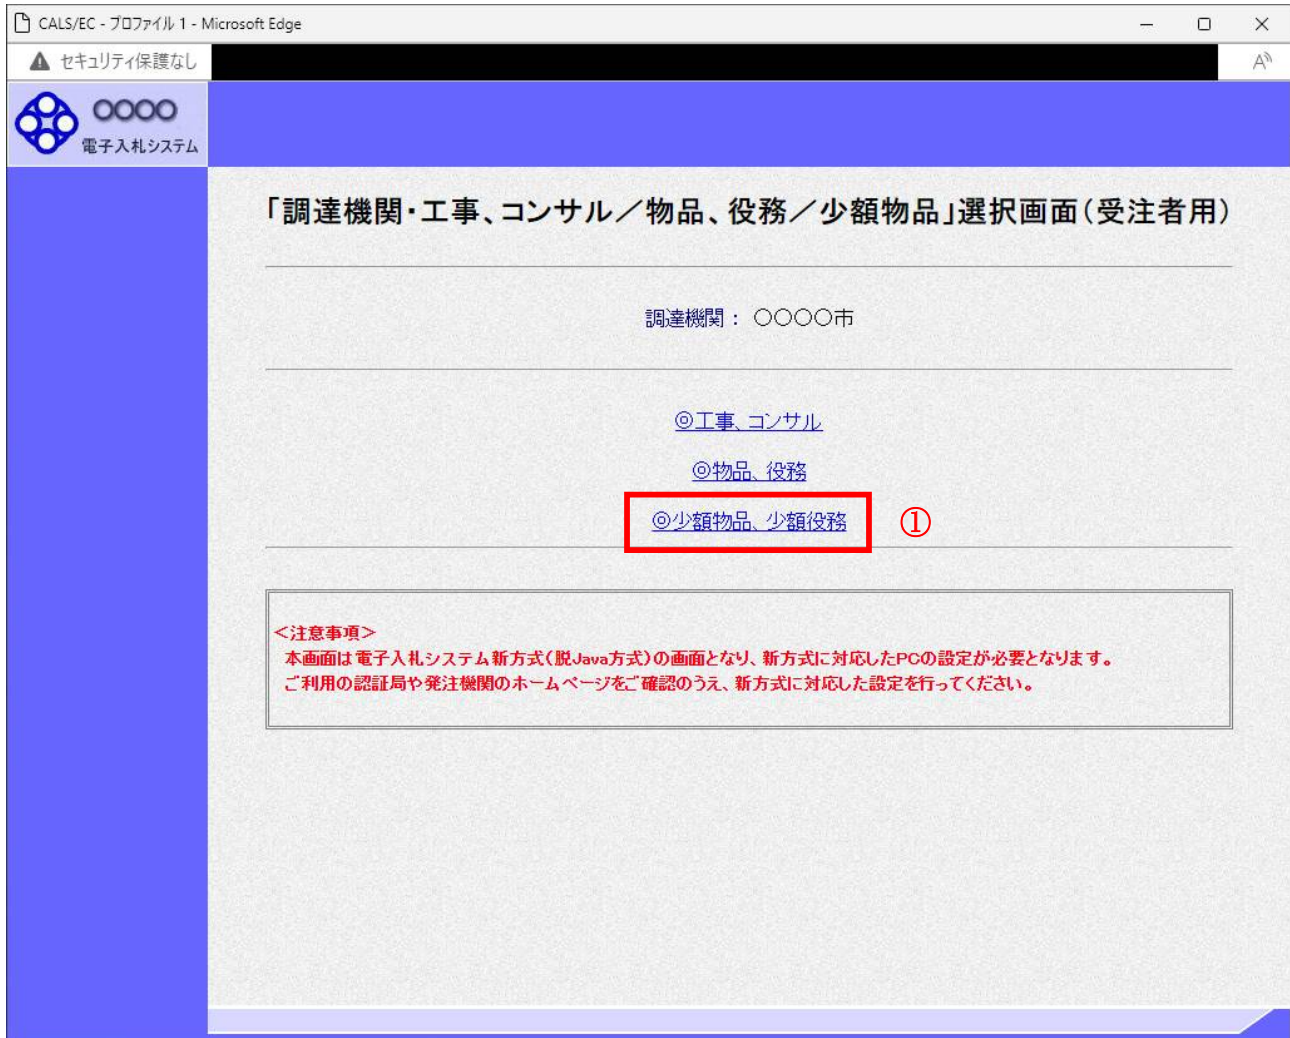 CALS/EC - プロファイル 1 - Microsoft Edge
セキュリティ保護なし
A
〇〇〇〇
電子入札システム
「調達機関・工事、コンサル／物品、役務／少額物品」選択画面（受注者用）
調達機関： 〇〇〇〇市
◎工事、コンサル
◎物品、役務
◎少額物品、少額役務 ①
＜注意事項＞
本画面は電子入札システム新方式（脱Java方式）の画面となり、新方式に対応したPCの設定が必要となります。
ご利用の認証局や発注機関のホームページをご確認のうえ、新方式に対応した設定を行ってください。